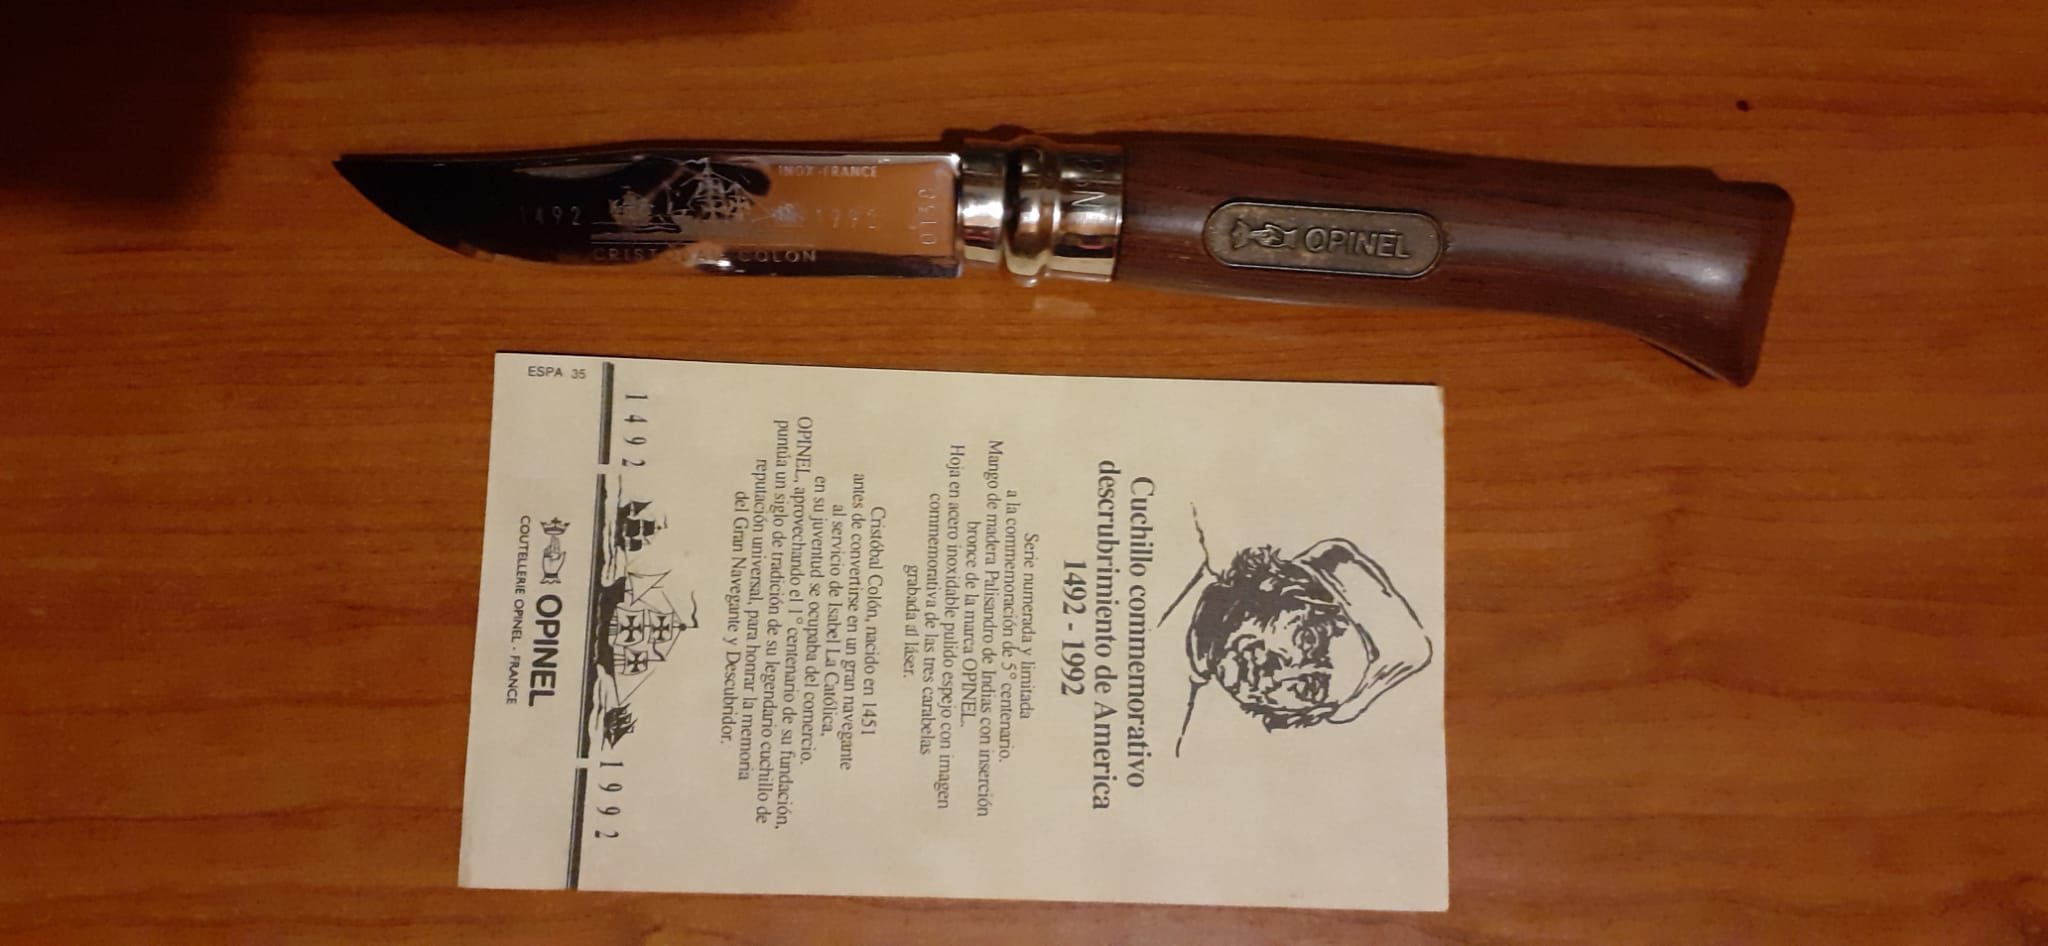 INOX-FRANCE
1492
1992
CRISTOBAL COLON
0130
OPINEL
Cuchillo commemorativo
descrubrimiento de America
1492 - 1992
Serie numerada y limitada
a la commemoración de 5° centenario.
Mango de madera Palisandro de Indias con inserción
bronce de la marca OPINEL.
Hoja en acero inoxidable pulido espejo con imagen
commemorativa de las tres carabelas
grabada al láser.
Cristóbal Colón, nacido en 1451
antes de convertirse en un gran navegante
al servicio de Isabel La Católica,
en su juventud se ocupaba del comercio.
OPINEL, aprovechando el 1° centenario de su fundación,
puntúa un siglo de tradición de su legendario cuchillo de
reputación universal, para honrar la memoria
del Gran Navegante y Descubridor.
1492
1992
OPINEL
COUTELLERIE OPINEL - FRANCE
ESPA 35